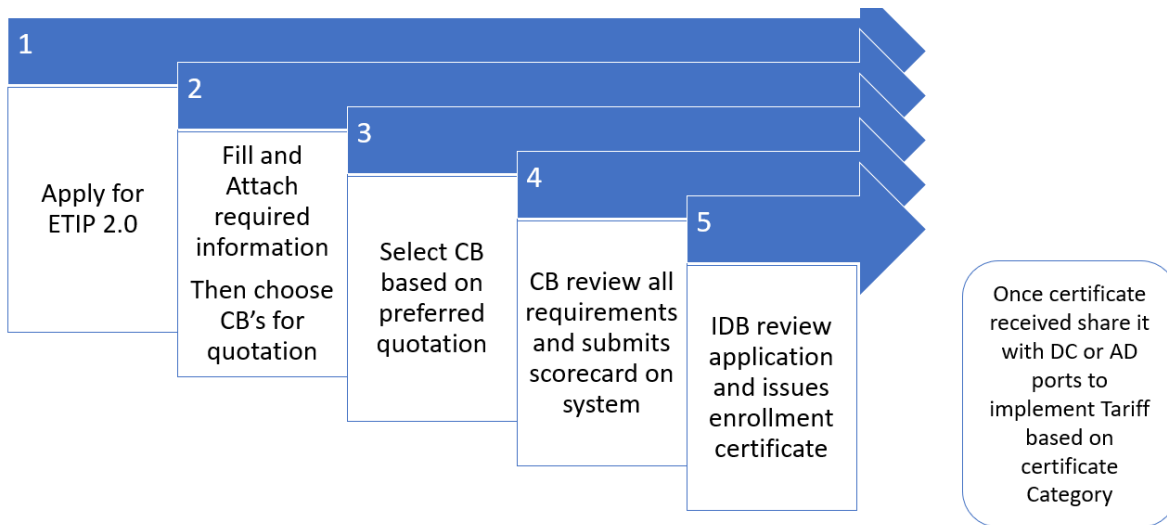 1
Apply for
ETIP 2.0
2
Fill and
Attach
required
information
Then choose
CB's for
quotation
3
Select CB
based on
preferred
quotation
4
CB review all
requirements
and submits
scorecard on
system
5
IDB review
application
and issues
enrollment
certificate
Once certificate
received share it
with DC or AD
ports to
implement Tariff
based on
certificate
Category